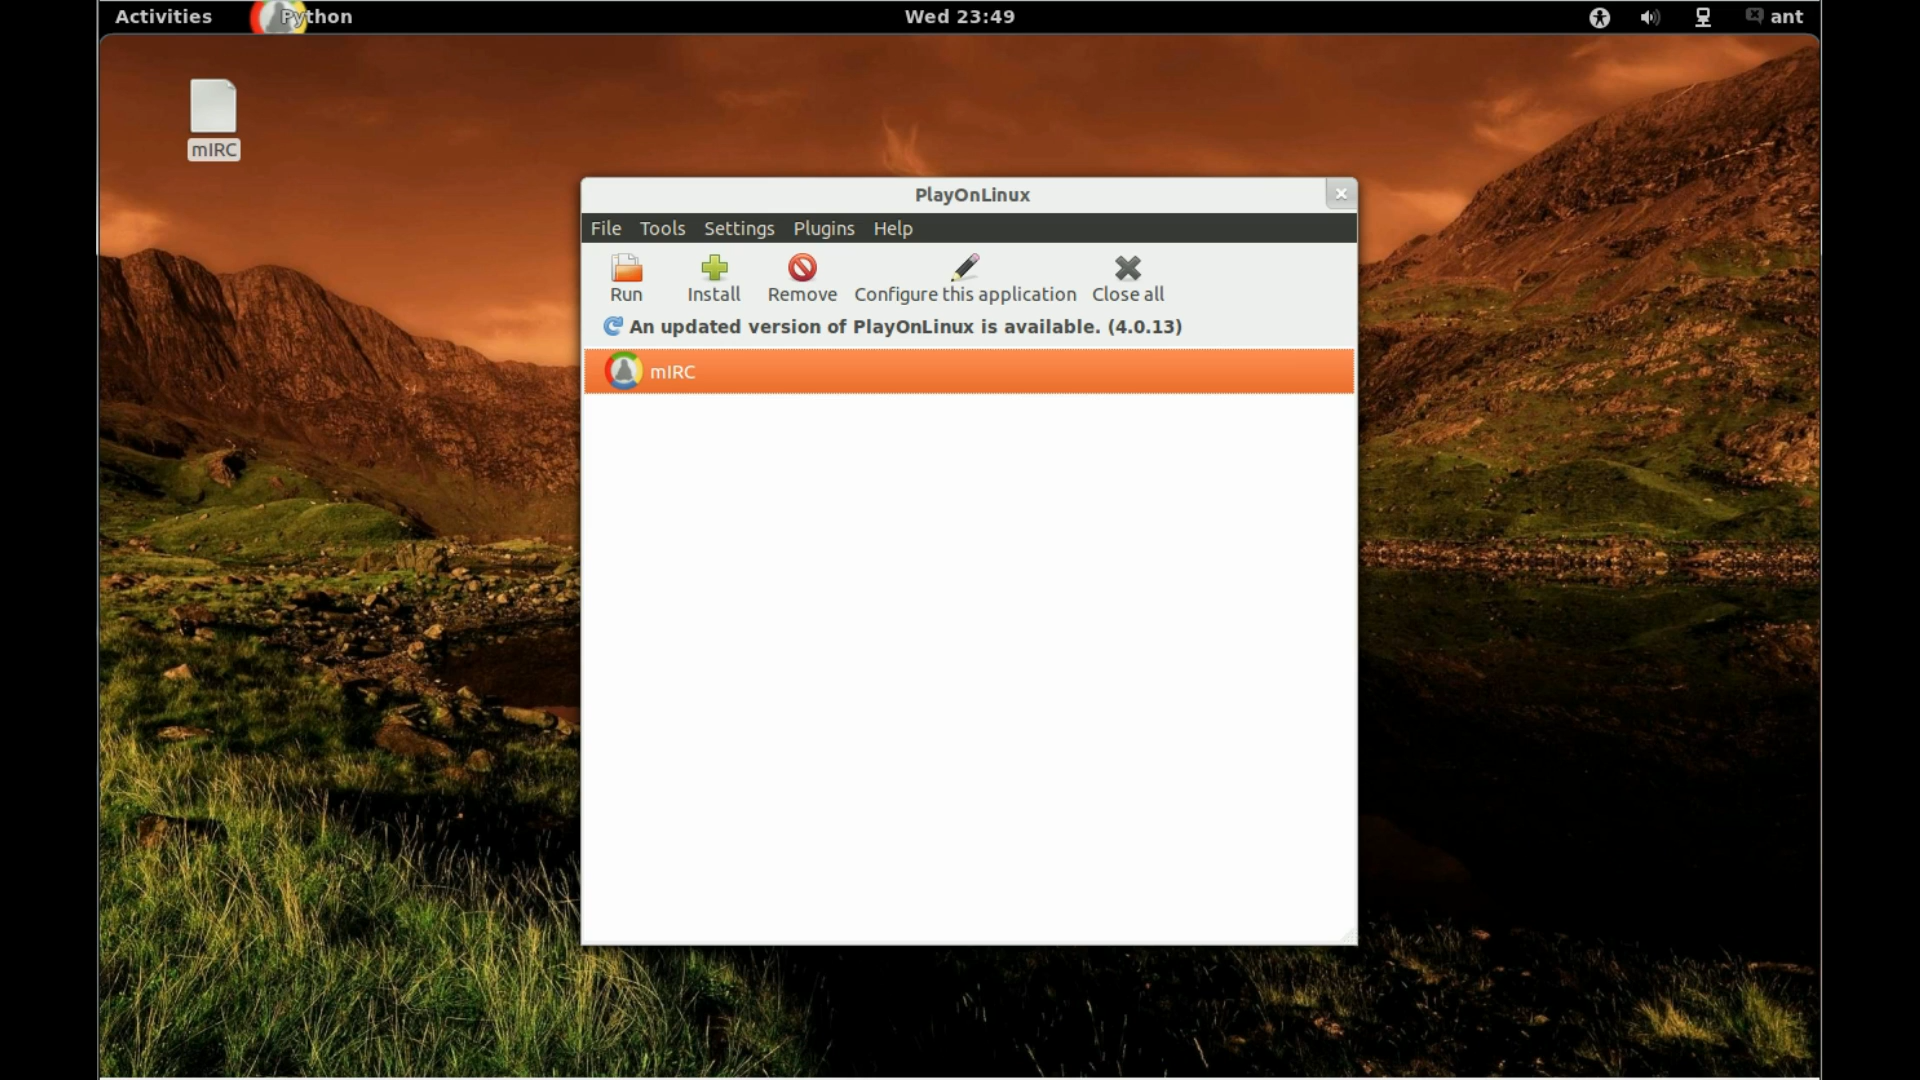 Activities Python Wed 23:49 ant
mIRC
PlayOnLinux
File Tools Settings Plugins Help
Run Install Remove Configure this application Close all
An updated version of PlayOnLinux is available. (4.0.13)
mIRC